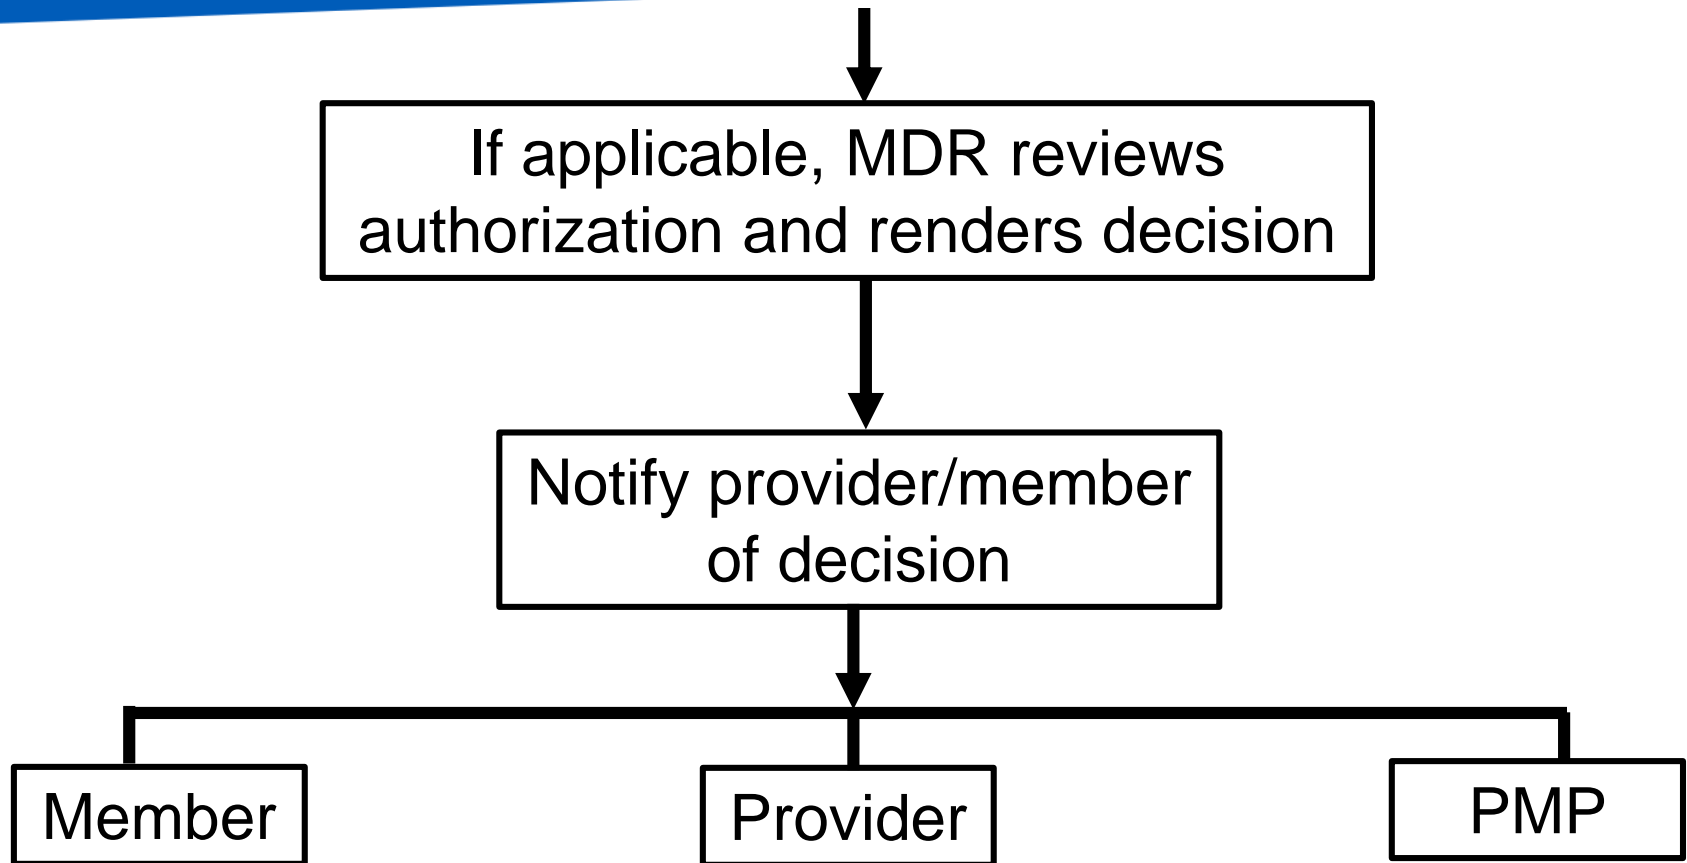 If applicable, MDR reviews
authorization and renders decision
Notify provider/member
of decision
Member
Provider
PMP